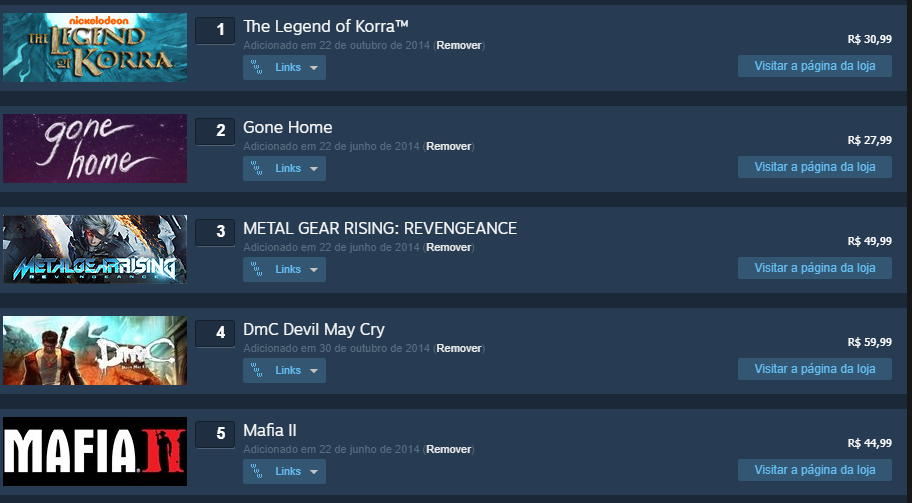 nickelodeon
THE LEGEND OF KORRA
1
The Legend of Korra™
Adicionado em 22 de outubro de 2014 (Remover)
Links
R$ 30,99
Visitar a página da loja
gone
home
2
Gone Home
Adicionado em 22 de junho de 2014 (Remover)
Links
R$ 27,99
Visitar a página da loja
METAL GEAR RISING
REVENGEANCE
3
METAL GEAR RISING: REVENGEANCE
Adicionado em 22 de junho de 2014 (Remover)
Links
R$ 49,99
Visitar a página da loja
DmC
Devil May Cry
4
DmC Devil May Cry
Adicionado em 30 de outubro de 2014 (Remover)
Links
R$ 59,99
Visitar a página da loja
MAFIA II
5
Mafia II
Adicionado em 22 de junho de 2014 (Remover)
Links
R$ 44,99
Visitar a página da loja